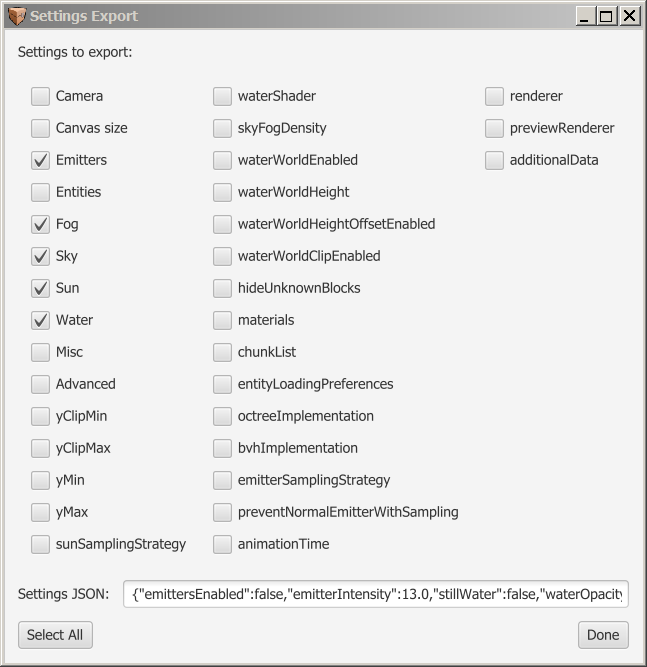 Settings Export
Settings to export:
Camera
Canvas size
Emitters
Entities
Fog
Sky
Sun
Water
Misc
Advanced
yClipMin
yClipMax
yMin
yMax
sunSamplingStrategy
waterShader
skyFogDensity
waterWorldEnabled
waterWorldHeight
waterWorldHeightOffsetEnabled
waterWorldClipEnabled
hideUnknownBlocks
materials
chunkList
entityLoadingPreferences
octreeImplementation
bvhImplementation
emitterSamplingStrategy
preventNormalEmitterWithSampling
animationTime
renderer
previewRenderer
additionalData
Settings JSON: {"emittersEnabled":false,"emitterIntensity":13.0,"stillWater":false,"waterOpacity
Select All
Done